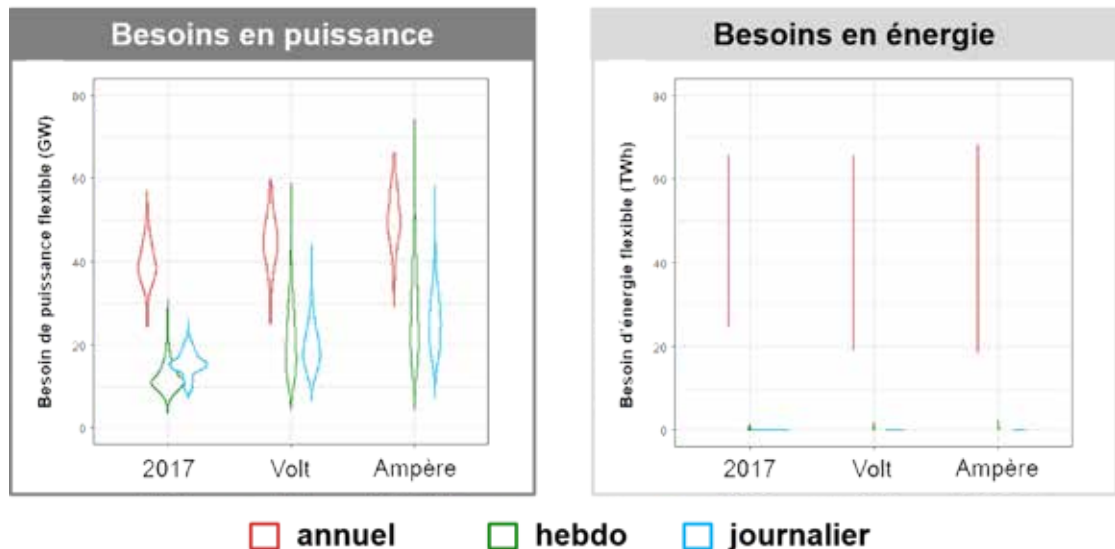 Besoins en puissance
Besoin de puissance flexible (GW)
80
60
40
20
0
2017
Volt
Ampère
Besoins en énergie
Besoin d'énergie flexible (TWh)
80
60
40
20
0
2017
Volt
Ampère
annuel
hebdo
journalier